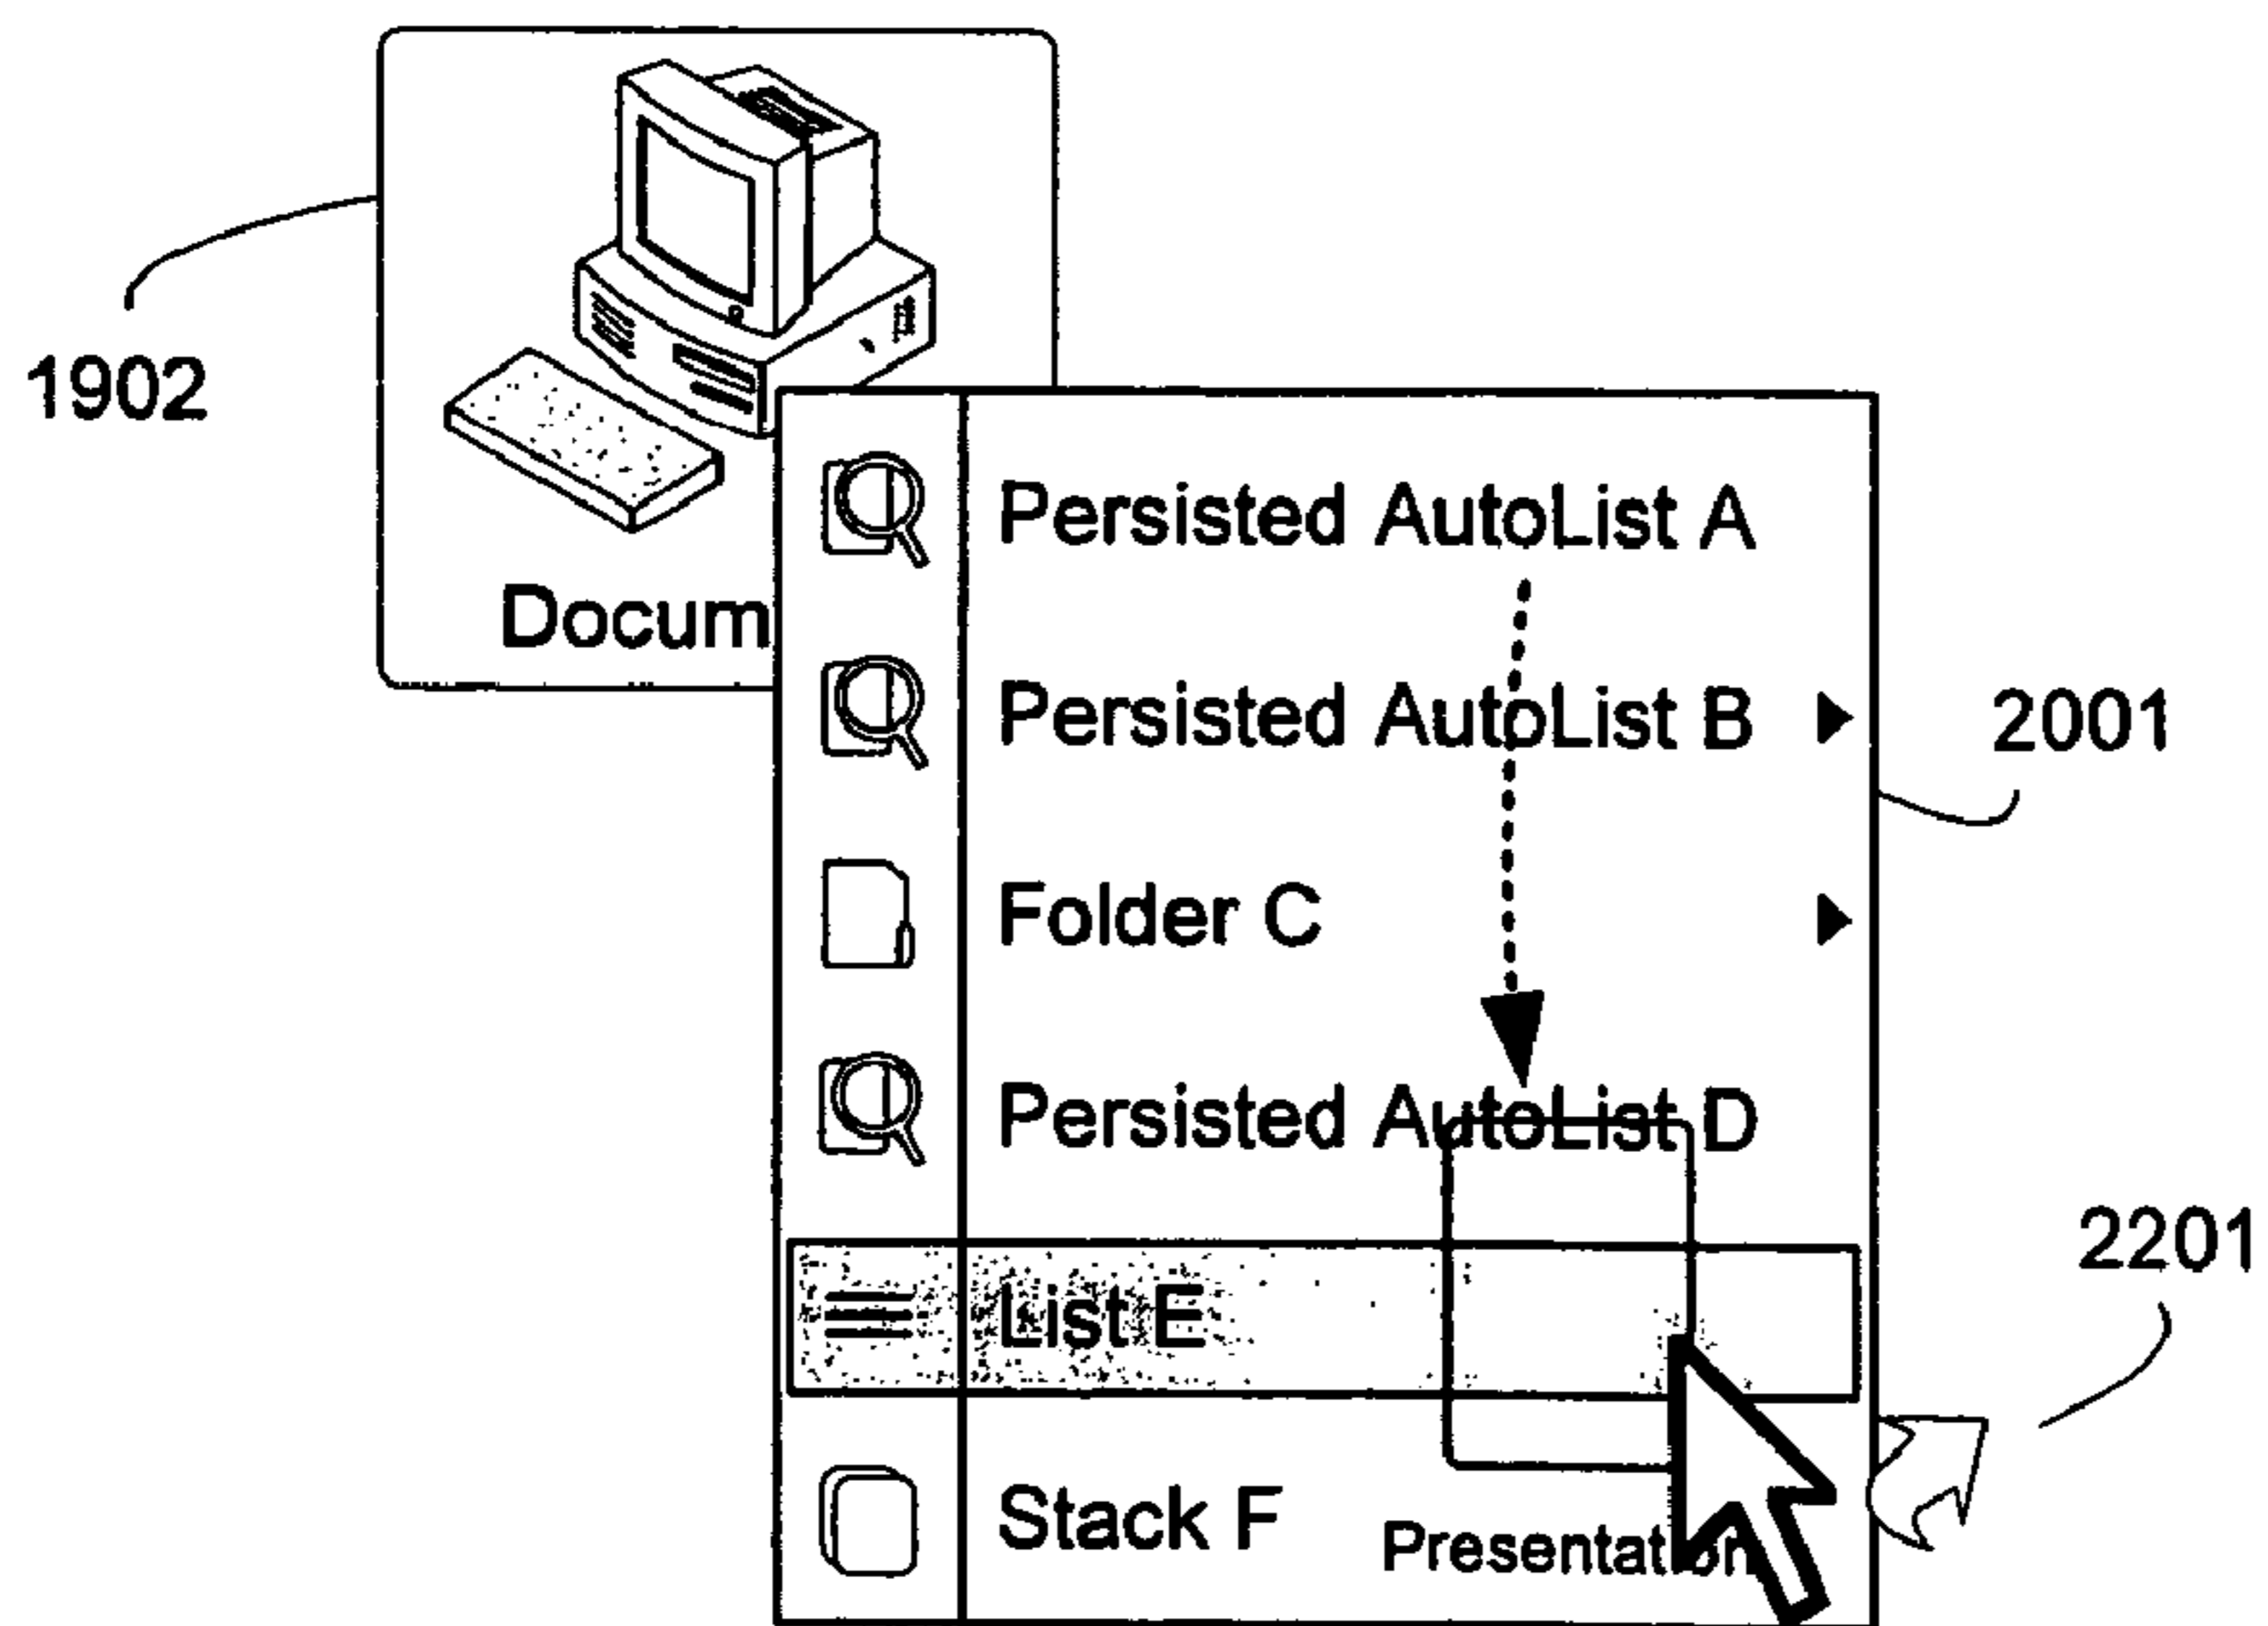 1902
Docum
Persisted AutoList A
Persisted AutoList B
2001
Folder C
Persisted AutoList D
2201
List E
Stack F
Presentation